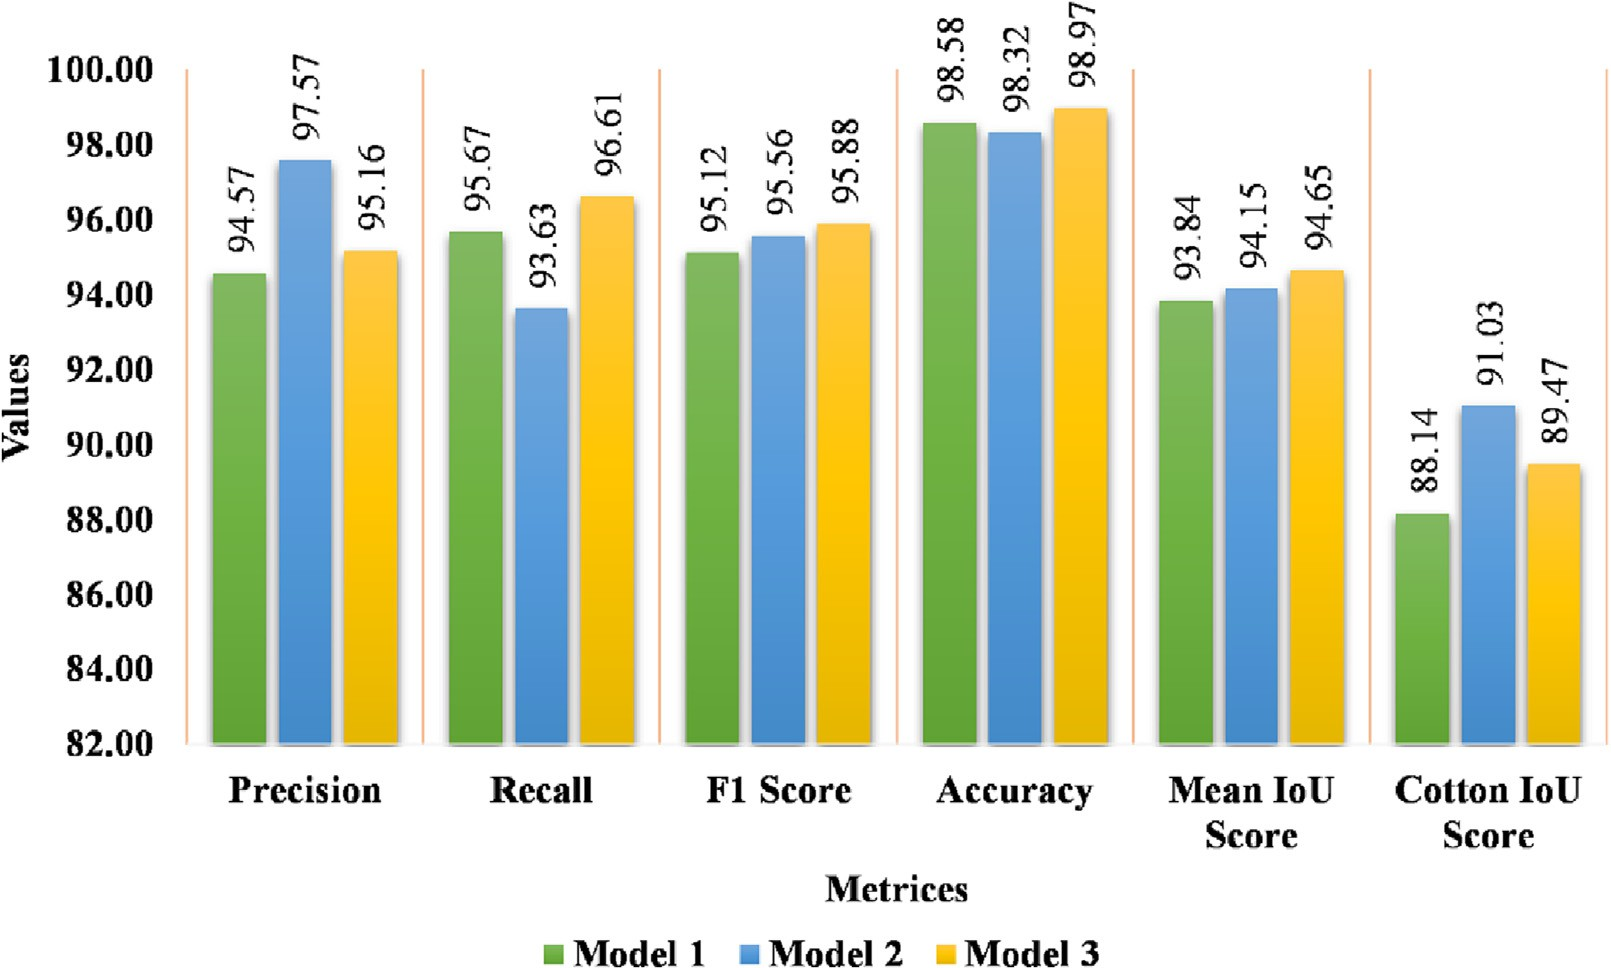 100.00
98.00
96.00
94.00
92.00
90.00
88.00
86.00
84.00
82.00
Values
94.57
97.57
95.16
95.67
93.63
96.61
95.12
95.56
95.88
98.58
98.32
98.97
93.84
94.15
94.65
88.14
91.03
89.47
Precision
Recall
F1 Score
Accuracy
Mean IoU
Score
Cotton IoU
Score
Metrices
Model 1
Model 2
Model 3